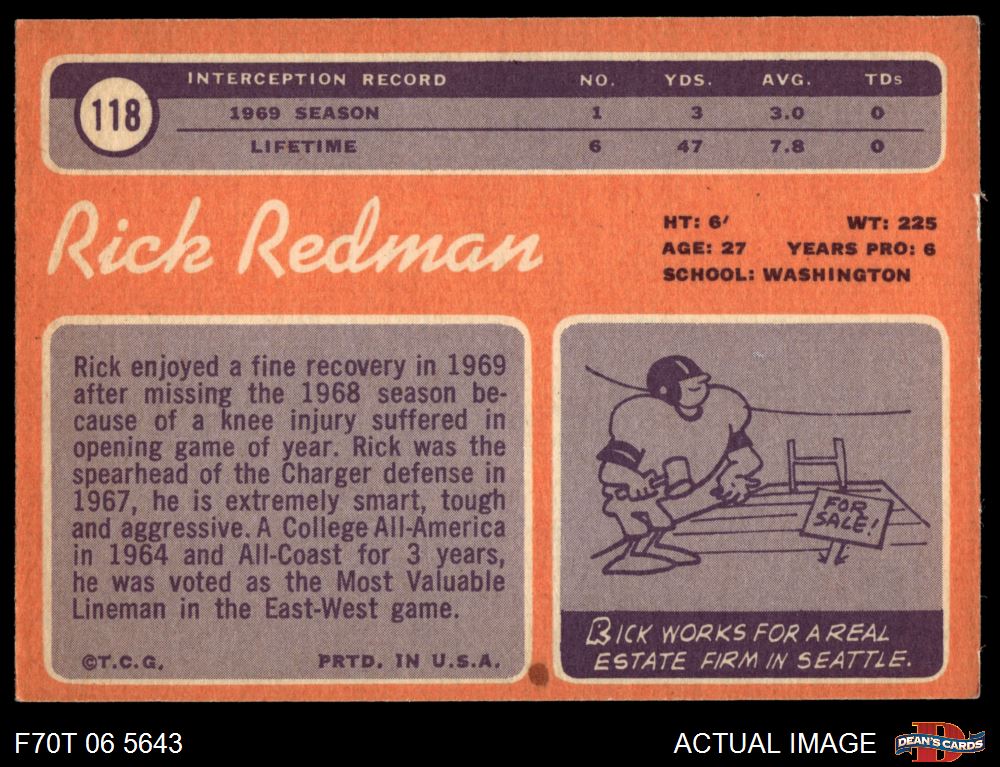 118
INTERCEPTION RECORD NO. YDS. AVG. TDs
1969 SEASON 1 3 3.0 0
LIFETIME 6 47 7.8 0
Rick Redman
HT: 6' WT: 225
AGE: 27 YEARS PRO: 6
SCHOOL: WASHINGTON
Rick enjoyed a fine recovery in 1969
after missing the 1968 season be-
cause of a knee injury suffered in
opening game of year. Rick was the
spearhead of the Charger defense in
1967, he is extremely smart, tough
and aggressive. A College All-America
in 1964 and All-Coast for 3 years,
he was voted as the Most Valuable
Lineman in the East-West game.
©T.C.G. PRTD. IN U.S.A.
FOR
SALE!
RICK WORKS FOR A REAL
ESTATE FIRM IN SEATTLE.
F70T 06 5643
ACTUAL IMAGE
D
DEAN'S CARDS